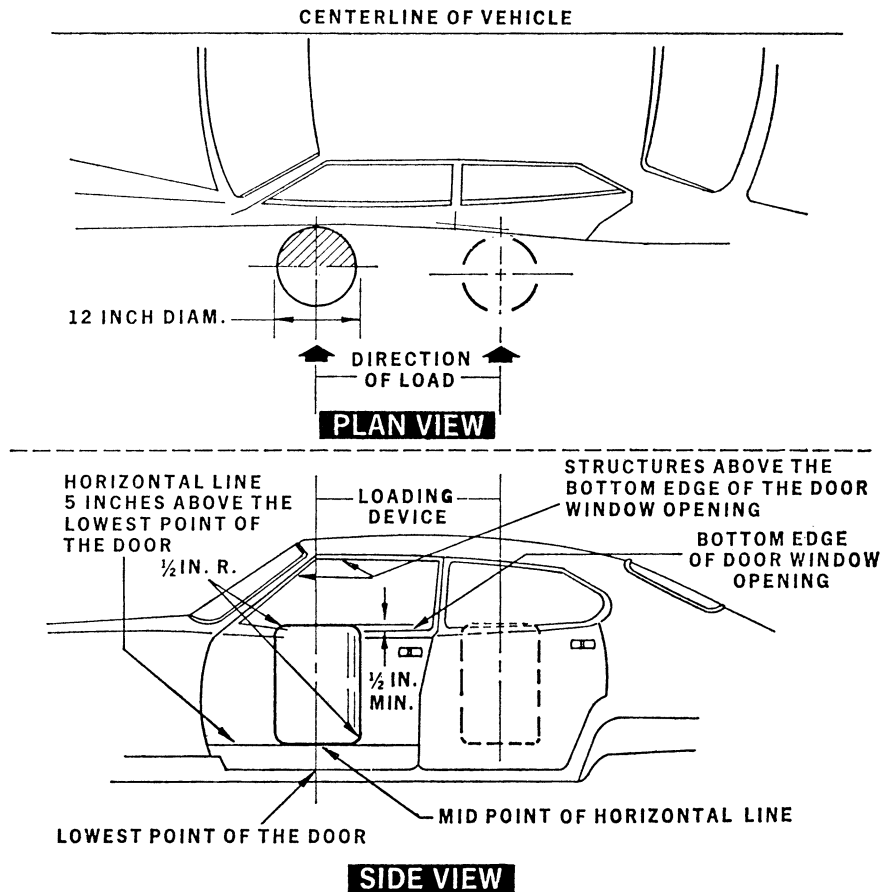 CENTERLINE OF VEHICLE
12 INCH DIAM.
DIRECTION
OF LOAD
PLAN VIEW
HORIZONTAL LINE
5 INCHES ABOVE THE
LOWEST POINT OF
THE DOOR
½ IN. R.
LOADING
DEVICE
STRUCTURES ABOVE THE
BOTTOM EDGE OF THE DOOR
WINDOW OPENING
BOTTOM EDGE
OF DOOR WINDOW
OPENING
½ IN.
MIN.
MID POINT OF HORIZONTAL LINE
LOWEST POINT OF THE DOOR
SIDE VIEW